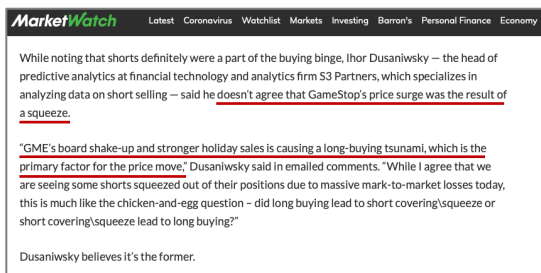 MarketWatch Latest Coronavirus Watchlist Markets Investing Barron's Personal Finance Economy
While noting that shorts definitely were a part of the buying binge, Ihor Dusaniwsky — the head of
predictive analytics at financial technology and analytics firm S3 Partners, which specializes in
analyzing data on short selling — said he doesn't agree that GameStop's price surge was the result of
a squeeze.
“GME's board shake-up and stronger holiday sales is causing a long-buying tsunami, which is the
primary factor for the price move,” Dusaniwsky said in emailed comments. “While I agree that we
are seeing some shorts squeezed out of their positions due to massive mark-to-market losses today,
this is much like the chicken-and-egg question – did long buying lead to short covering\squeeze or
short covering\squeeze lead to long buying?”
Dusaniwsky believes it's the former.